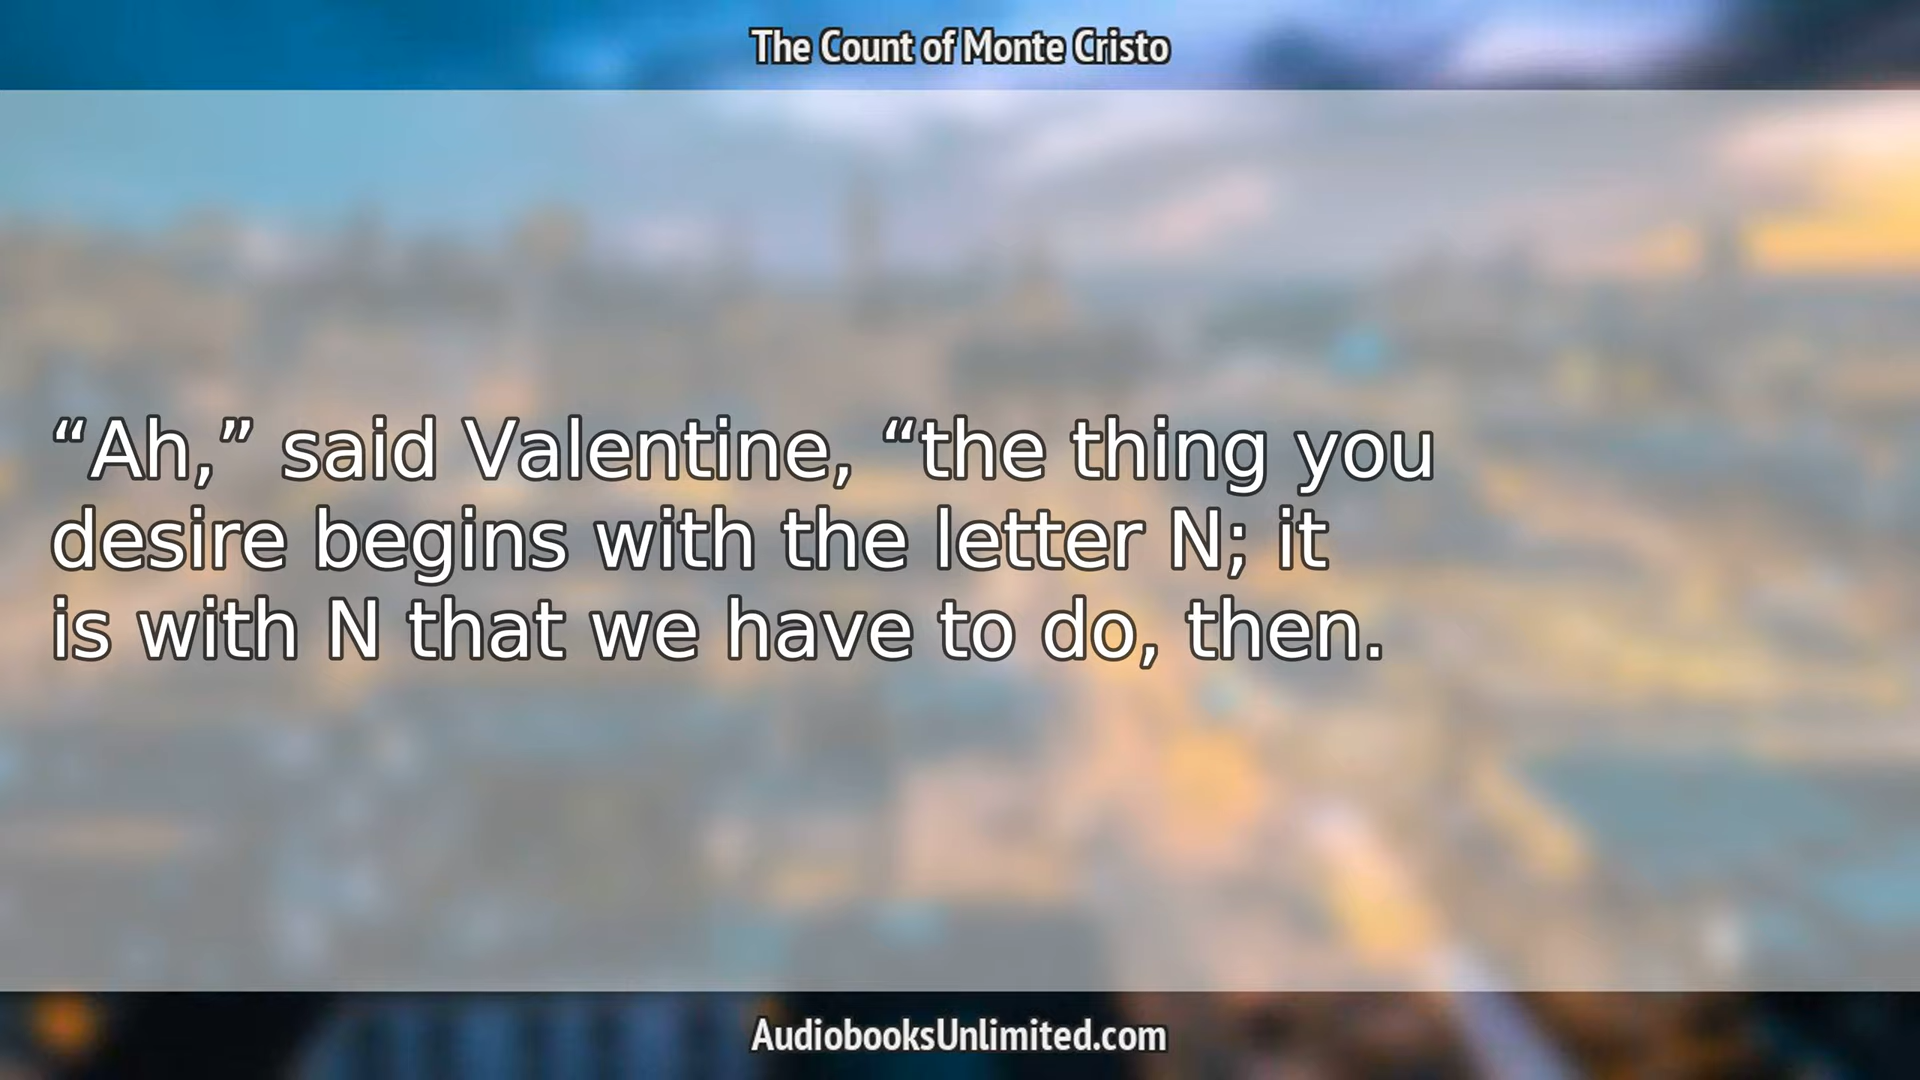 The Count of Monte Cristo
“Ah,” said Valentine, “the thing you
desire begins with the letter N; it
is with N that we have to do, then.
AudiobooksUnlimited.com